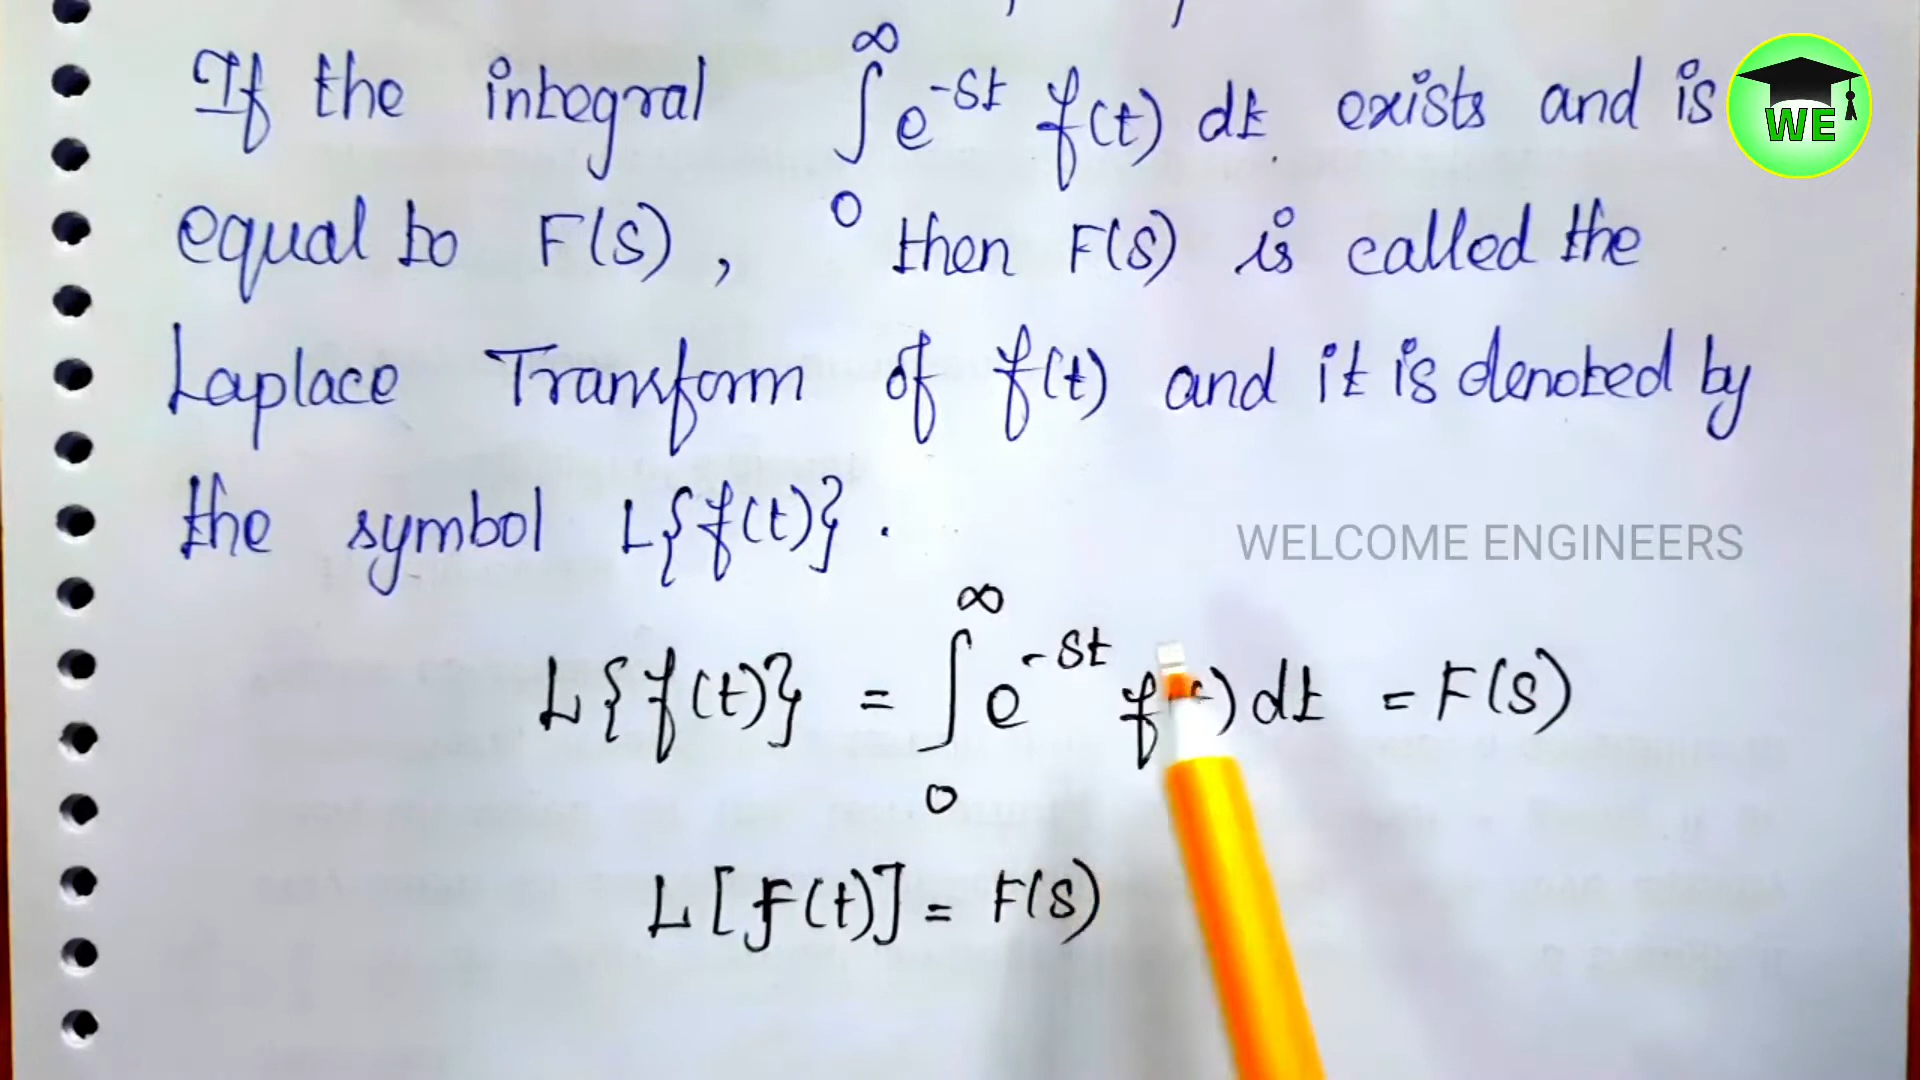 If the integral ∫₀^∞ e^-st f(t) dt exists and is
WE
equal to F(s), then F(s) is called the
Laplace Transform of f(t) and it is denoted by
the symbol L{f(t)}.
WELCOME ENGINEERS
L{f(t)} = ∫₀^∞ e^-st f(t) dt = F(s)
L[f(t)] = F(s)